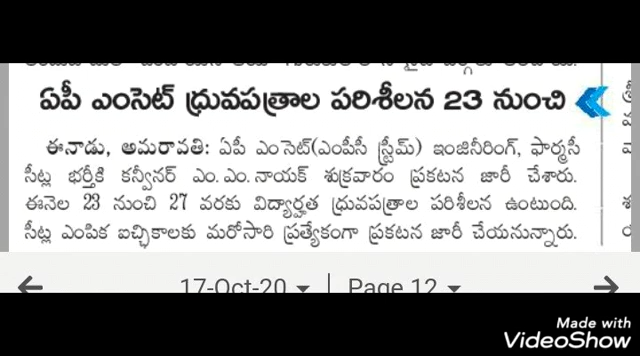 ఏపీ ఎంసెట్ ధ్రువపత్రాల పరిశీలన 23 నుంచి
ఈనాడు, అమరావతి: ఏపీ ఎంసెట్(ఎంపీసీ స్ట్రీమ్) ఇంజినీరింగ్, ఫార్మసీ
సీట్ల భర్తీకి కన్వీనర్ ఎం.ఎం.నాయక్ శుక్రవారం ప్రకటన జారీ చేశారు.
ఈనెల 23 నుంచి 27 వరకు విద్యార్హత ధ్రువపత్రాల పరిశీలన ఉంటుంది.
సీట్ల ఎంపిక ఐచ్ఛికాలకు మరోసారి ప్రత్యేకంగా ప్రకటన జారీ చేయనున్నారు.
17-Oct-20 Page 12
Made with
VideoShow